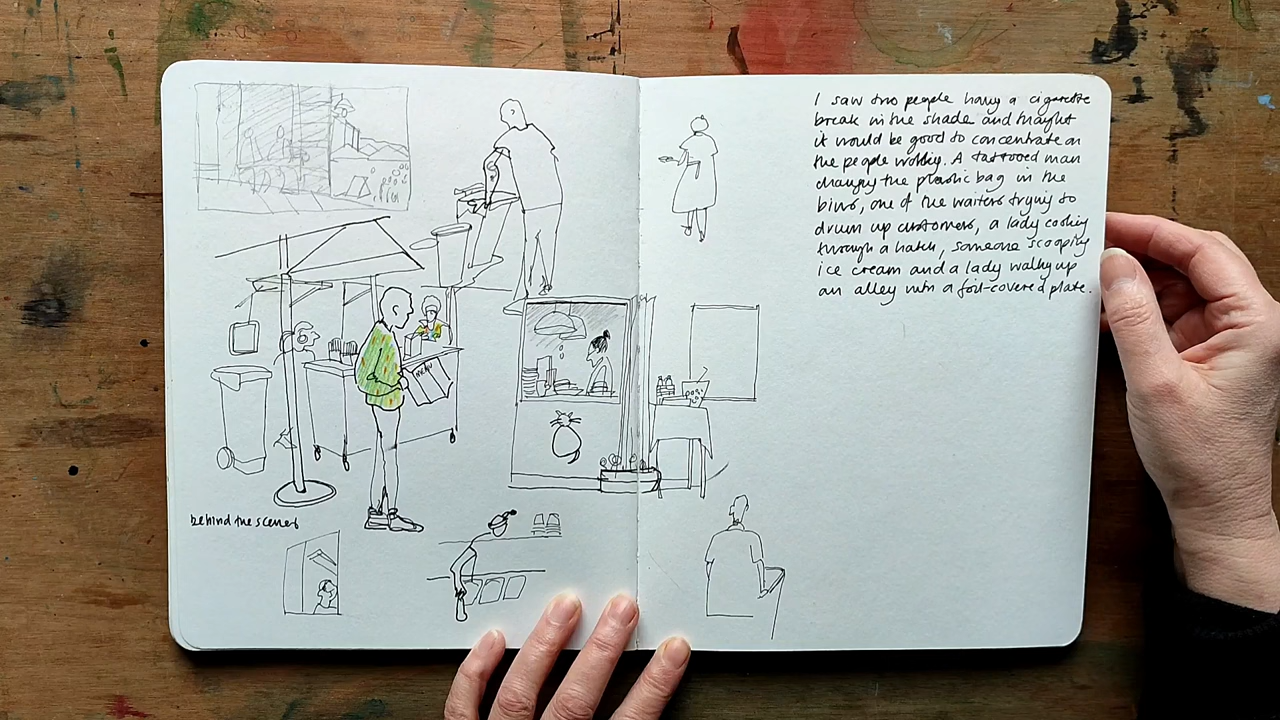 I saw two people having a cigarette
break in the shade and thought
it would be good to concentrate on
the people working. A tattooed man
changing the plastic bag in the
bins, one of the waiters trying to
drum up customers, a lady cooking
through a hatch, someone scooping
ice cream and a lady walking up
an alley with a foil-covered plate.
menu
behind the scenes